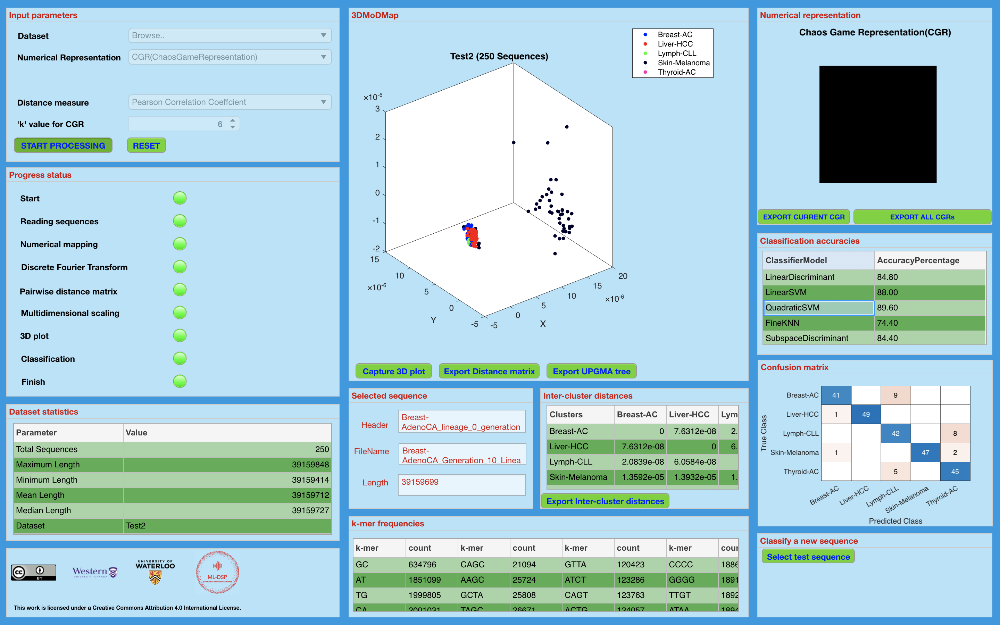 Input parameters
Dataset
Browse..
Numerical Representation
CGR(ChaosGameRepresentation)
Distance measure
Pearson Correlation Coeffcient
'k' value for CGR
6
START PROCESSING
RESET
Progress status
Start
Reading sequences
Numerical mapping
Discrete Fourier Transform
Pairwise distance matrix
Multidimensional scaling
3D plot
Classification
Finish
Dataset statistics
Parameter Value
Total Sequences 250
Maximum Length 39159848
Minimum Length 39159414
Mean Length 39159712
Median Length 39159727
Dataset Test2
CC BY
Western
UNIVERSITY · CANADA
UNIVERSITY OF
WATERLOO
ML-DSP
This work is licensed under a Creative Commons Attribution 4.0 International License.
3DMoDMap
Breast-AC
Liver-HCC
Lymph-CLL
Skin-Melanoma
Thyroid-AC
Test2 (250 Sequences)
×10-6
3
2
1
0
-1
-2
15
10
5
0
-5
×10-6
Y
-5
0
5
10
15
20
×10-6
X
Capture 3D plot
Export Distance matrix
Export UPGMA tree
Selected sequence
Header
Breast-
AdenoCA_lineage_0_generation
FileName
Breast-
AdenoCA_Generation_10_Linea
Length
39159699
Inter-cluster distances
Clusters Breast-AC Liver-HCC Lym
Breast-AC 0 7.6312e-08 2.
Liver-HCC 7.6312e-08 0 6.
Lymph-CLL 2.0839e-08 6.0584e-08
Skin-Melanoma 1.3592e-05 1.3932e-05 1.
Export Inter-cluster distances
k-mer frequencies
k-mer count k-mer count k-mer count k-mer cour
GC 634796 CAGC 21094 GTTA 120423 CCCC 1886
AT 1851099 AAGC 25724 ATCT 123286 GGGG 1891
TG 1999805 GCTA 25808 CAGT 123763 TTGT 1892
CA 2001031 TAGC 26671 ACTG 124057 ATAA 1894
Numerical representation
Chaos Game Representation(CGR)
EXPORT CURRENT CGR
EXPORT ALL CGRs
Classification accuracies
ClassifierModel AccuracyPercentage
LinearDiscriminant 84.80
LinearSVM 88.00
QuadraticSVM 89.60
FineKNN 74.40
SubspaceDiscriminant 84.40
Confusion matrix
True Class
Breast-AC 41 9
Liver-HCC 1 49
Lymph-CLL 42 8
Skin-Melanoma 1 47 2
Thyroid-AC 5 45
Breast-AC Liver-HCC Lymph-CLL Skin-Melanoma Thyroid-AC
Predicted Class
Classify a new sequence
Select test sequence